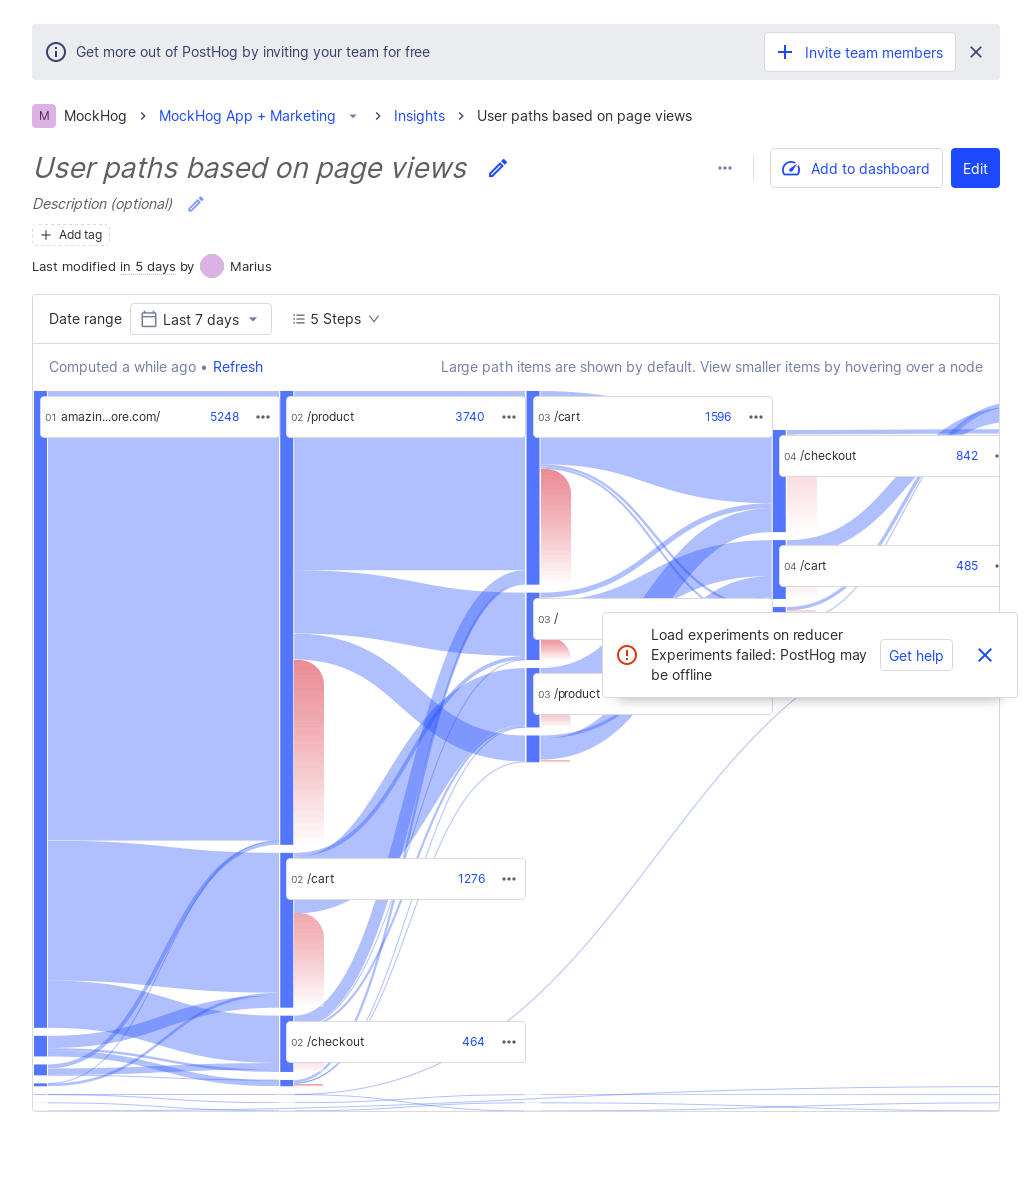 Get more out of PostHog by inviting your team for free
Invite team members
M MockHog MockHog App + Marketing Insights User paths based on page views
User paths based on page views
Add to dashboard
Edit
Description (optional)
Add tag
Last modified in 5 days by Marius
Date range Last 7 days 5 Steps
Computed a while ago • Refresh
Large path items are shown by default. View smaller items by hovering over a node
01 amazin...ore.com/ 5248
02 /product 3740
03 /cart 1596
04 /checkout 842
04 /cart 485
03 /
Load experiments on reducer
Experiments failed: PostHog may
be offline
Get help
03 /product
02 /cart 1276
02 /checkout 464